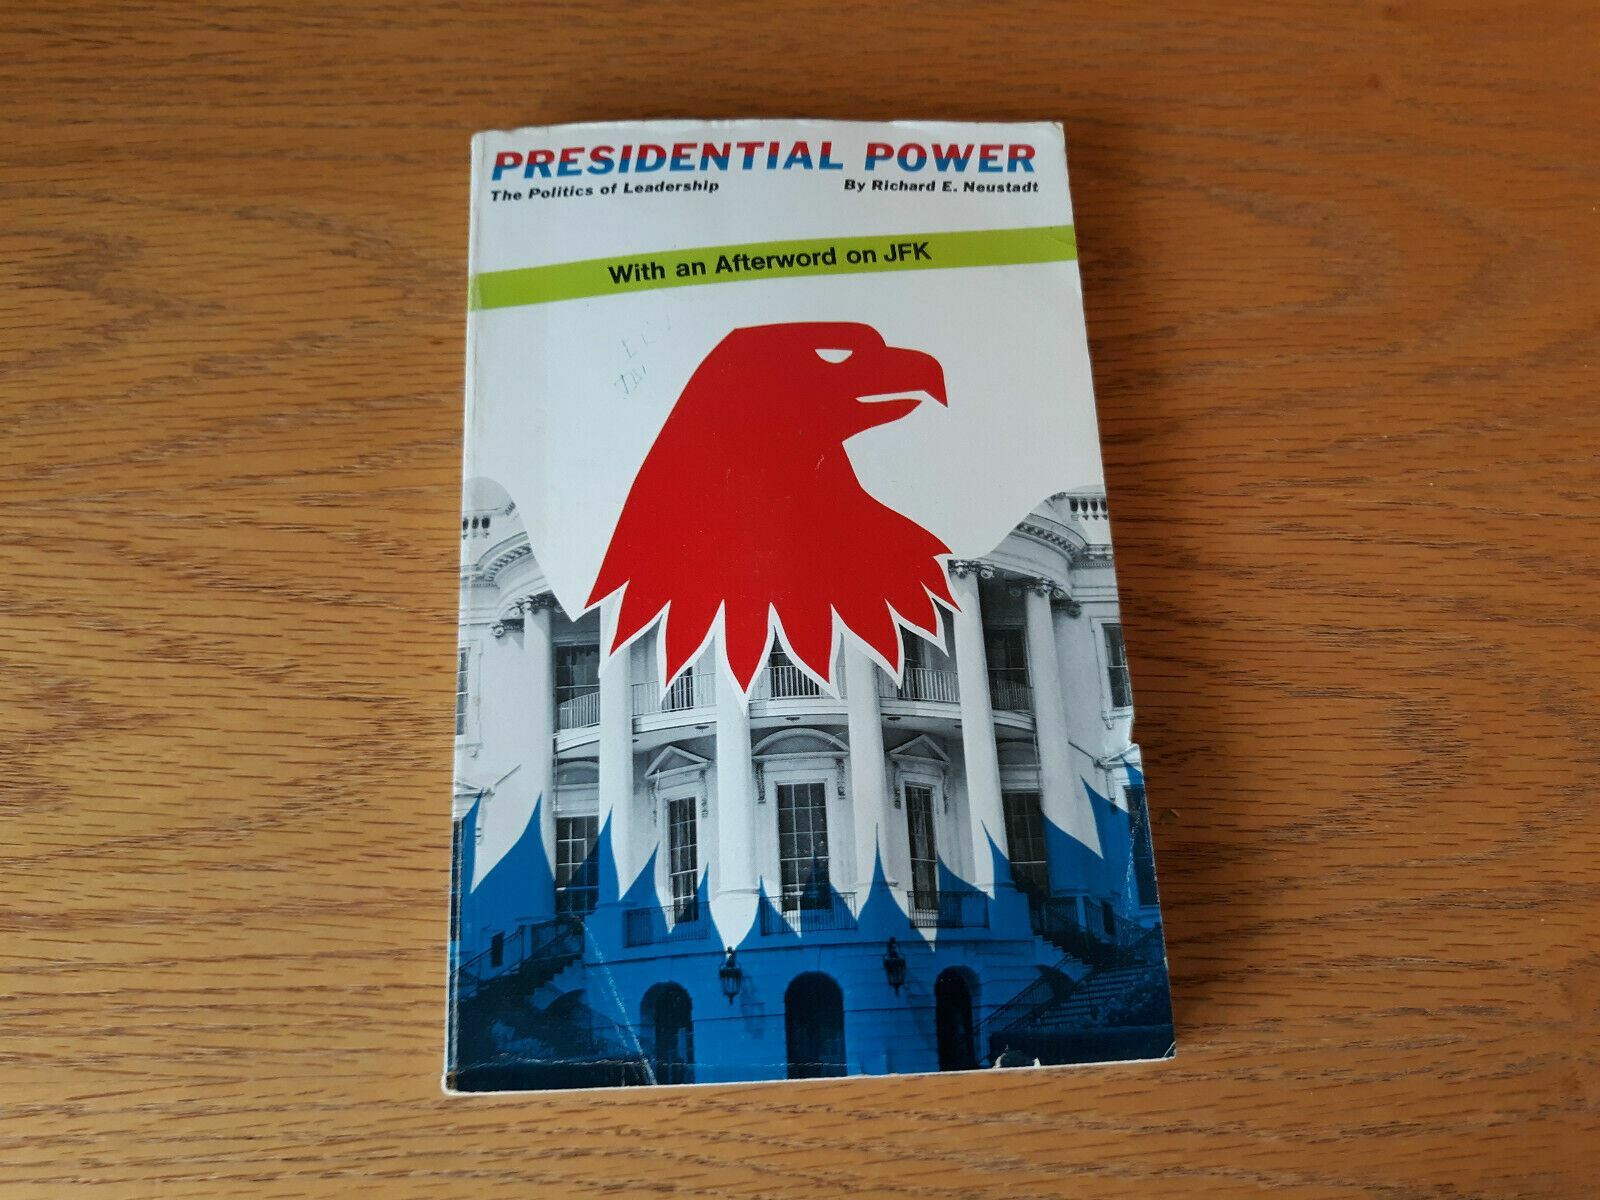 PRESIDENTIAL POWER
The Politics of Leadership By Richard E. Neustadt
With an Afterword on JFK